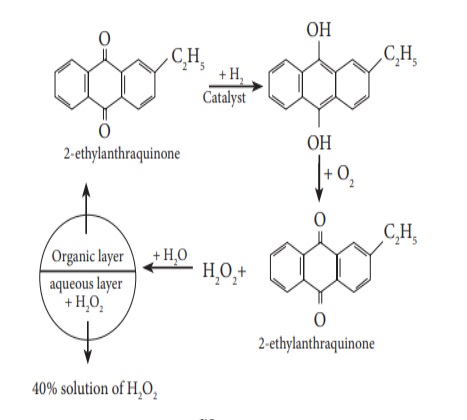 O
C₂H₅
O
2-ethylanthraquinone
+ H₂
Catalyst
OH
C₂H₅
OH
+ O₂
O
C₂H₅
O
2-ethylanthraquinone
H₂O₂+
+ H₂O
Organic layer
aqueous layer
+ H₂O₂
40% solution of H₂O₂